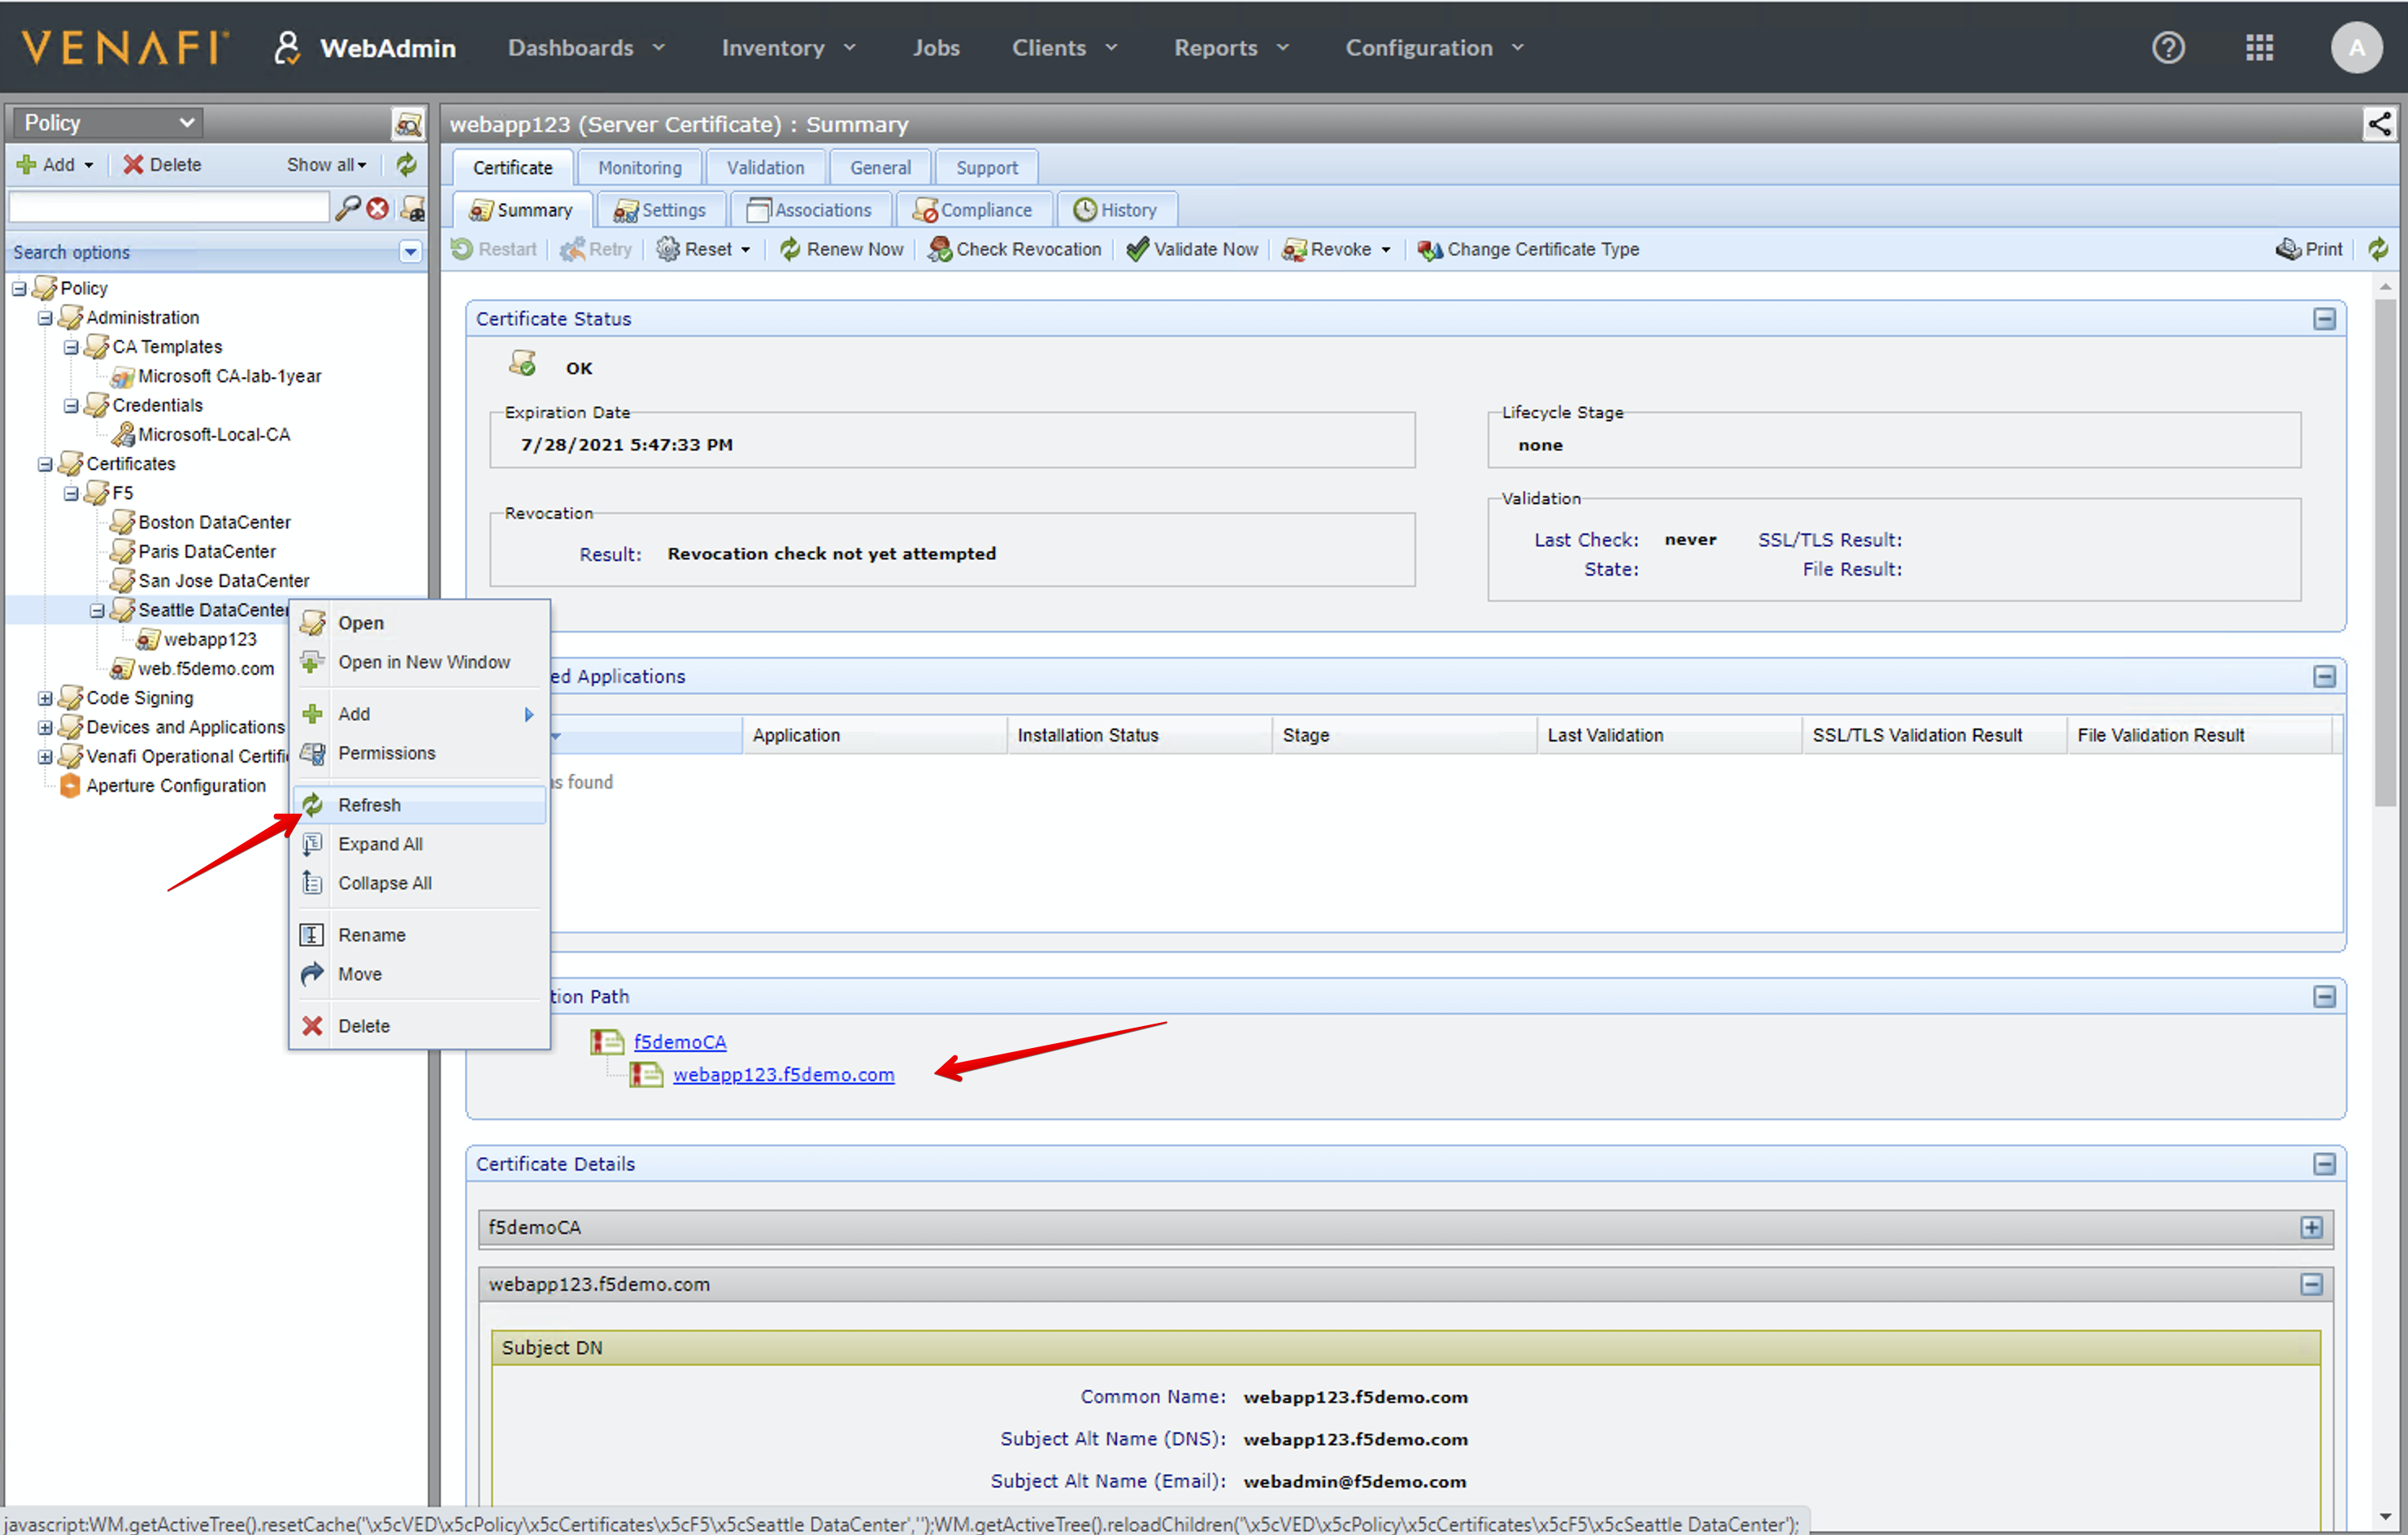 VENAFI WebAdmin Dashboards Inventory Jobs Clients Reports Configuration A
Policy
Add Delete Show all
Search options
Policy
Administration
CA Templates
Microsoft CA-lab-1year
Credentials
Microsoft-Local-CA
Certificates
F5
Boston DataCenter
Paris DataCenter
San Jose DataCenter
Seattle DataCenter
webapp123
web.f5demo.com
Code Signing
Devices and Applications
Venafi Operational Certifi
Aperture Configuration
Open
Open in New Window
Add
Permissions
Refresh
Expand All
Collapse All
Rename
Move
Delete
webapp123 (Server Certificate) : Summary
Certificate Monitoring Validation General Support
Summary Settings Associations Compliance History
Restart Retry Reset Renew Now Check Revocation Validate Now Revoke Change Certificate Type Print
Certificate Status
OK
Expiration Date
7/28/2021 5:47:33 PM
Lifecycle Stage
none
Revocation
Result: Revocation check not yet attempted
Validation
Last Check: never SSL/TLS Result:
State: File Result:
ed Applications
Application Installation Status Stage Last Validation SSL/TLS Validation Result File Validation Result
s found
tion Path
f5demoCA
webapp123.f5demo.com
Certificate Details
f5demoCA
webapp123.f5demo.com
Subject DN
Common Name: webapp123.f5demo.com
Subject Alt Name (DNS): webapp123.f5demo.com
Subject Alt Name (Email): webadmin@f5demo.com
javascript:WM.getActiveTree().resetCache('\x5cVED\x5cPolicy\x5cCertificates\x5cF5\x5cSeattle DataCenter','');WM.getActiveTree().reloadChildren('\x5cVED\x5cPolicy\x5cCertificates\x5cF5\x5cSeattle DataCenter');